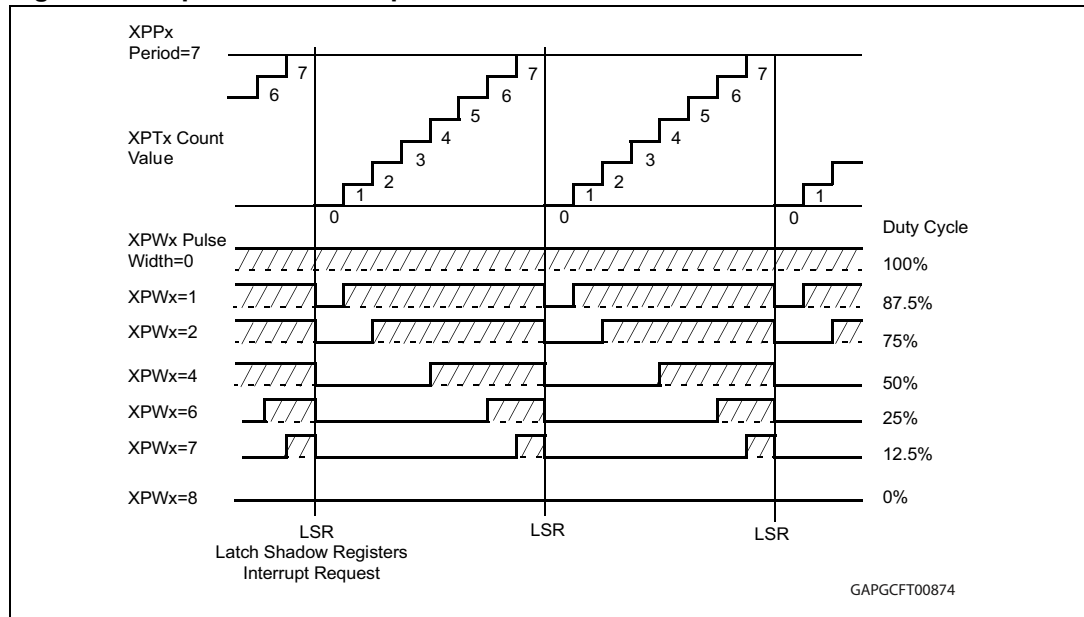 XPPx
Period=7
7
7
7
6
6
6
5
5
4
4
XPTx Count
Value
3
3
2
2
1
1
1
0
0
0
Duty Cycle
XPWx Pulse
Width=0
100%
XPWx=1
87.5%
XPWx=2
75%
XPWx=4
50%
XPWx=6
25%
XPWx=7
12.5%
XPWx=8
0%
LSR
LSR
LSR
Latch Shadow Registers
Interrupt Request
GAPGCFT00874